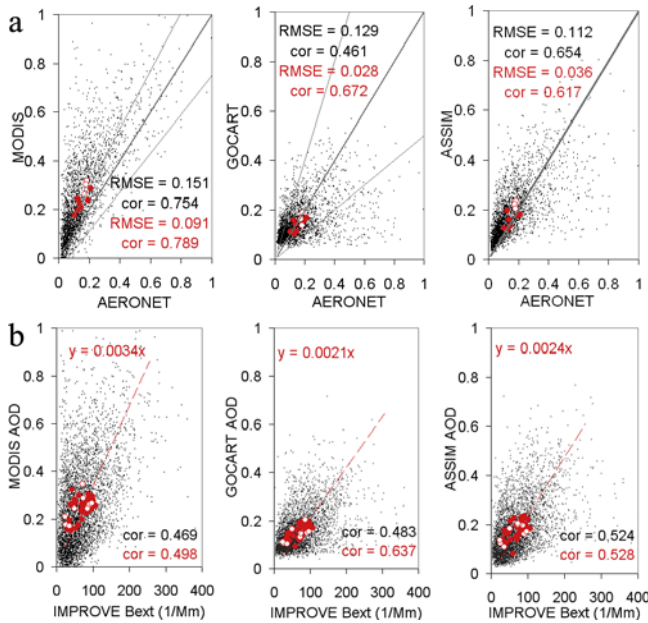 a
MODIS
1
0.8
0.6
0.4
0.2
0
RMSE = 0.151
cor = 0.754
RMSE = 0.091
cor = 0.789
0 0.2 0.4 0.6 0.8 1
AERONET
GOCART
1
0.8
0.6
0.4
0.2
0
RMSE = 0.129
cor = 0.461
RMSE = 0.028
cor = 0.672
0 0.2 0.4 0.6 0.8 1
AERONET
ASSIM
1
0.8
0.6
0.4
0.2
0
RMSE = 0.112
cor = 0.654
RMSE = 0.036
cor = 0.617
0 0.2 0.4 0.6 0.8 1
AERONET
b
MODIS AOD
1
0.8
0.6
0.4
0.2
0
y = 0.0034x
cor = 0.469
cor = 0.498
0 100 200 300 400
IMPROVE Bext (1/Mm)
GOCART AOD
1
0.8
0.6
0.4
0.2
0
y = 0.0021x
cor = 0.483
cor = 0.637
0 100 200 300 400
IMPROVE Bext (1/Mm)
ASSIM AOD
1
0.8
0.6
0.4
0.2
0
y = 0.0024x
cor = 0.524
cor = 0.528
0 100 200 300 400
IMPROVE Bext (1/Mm)